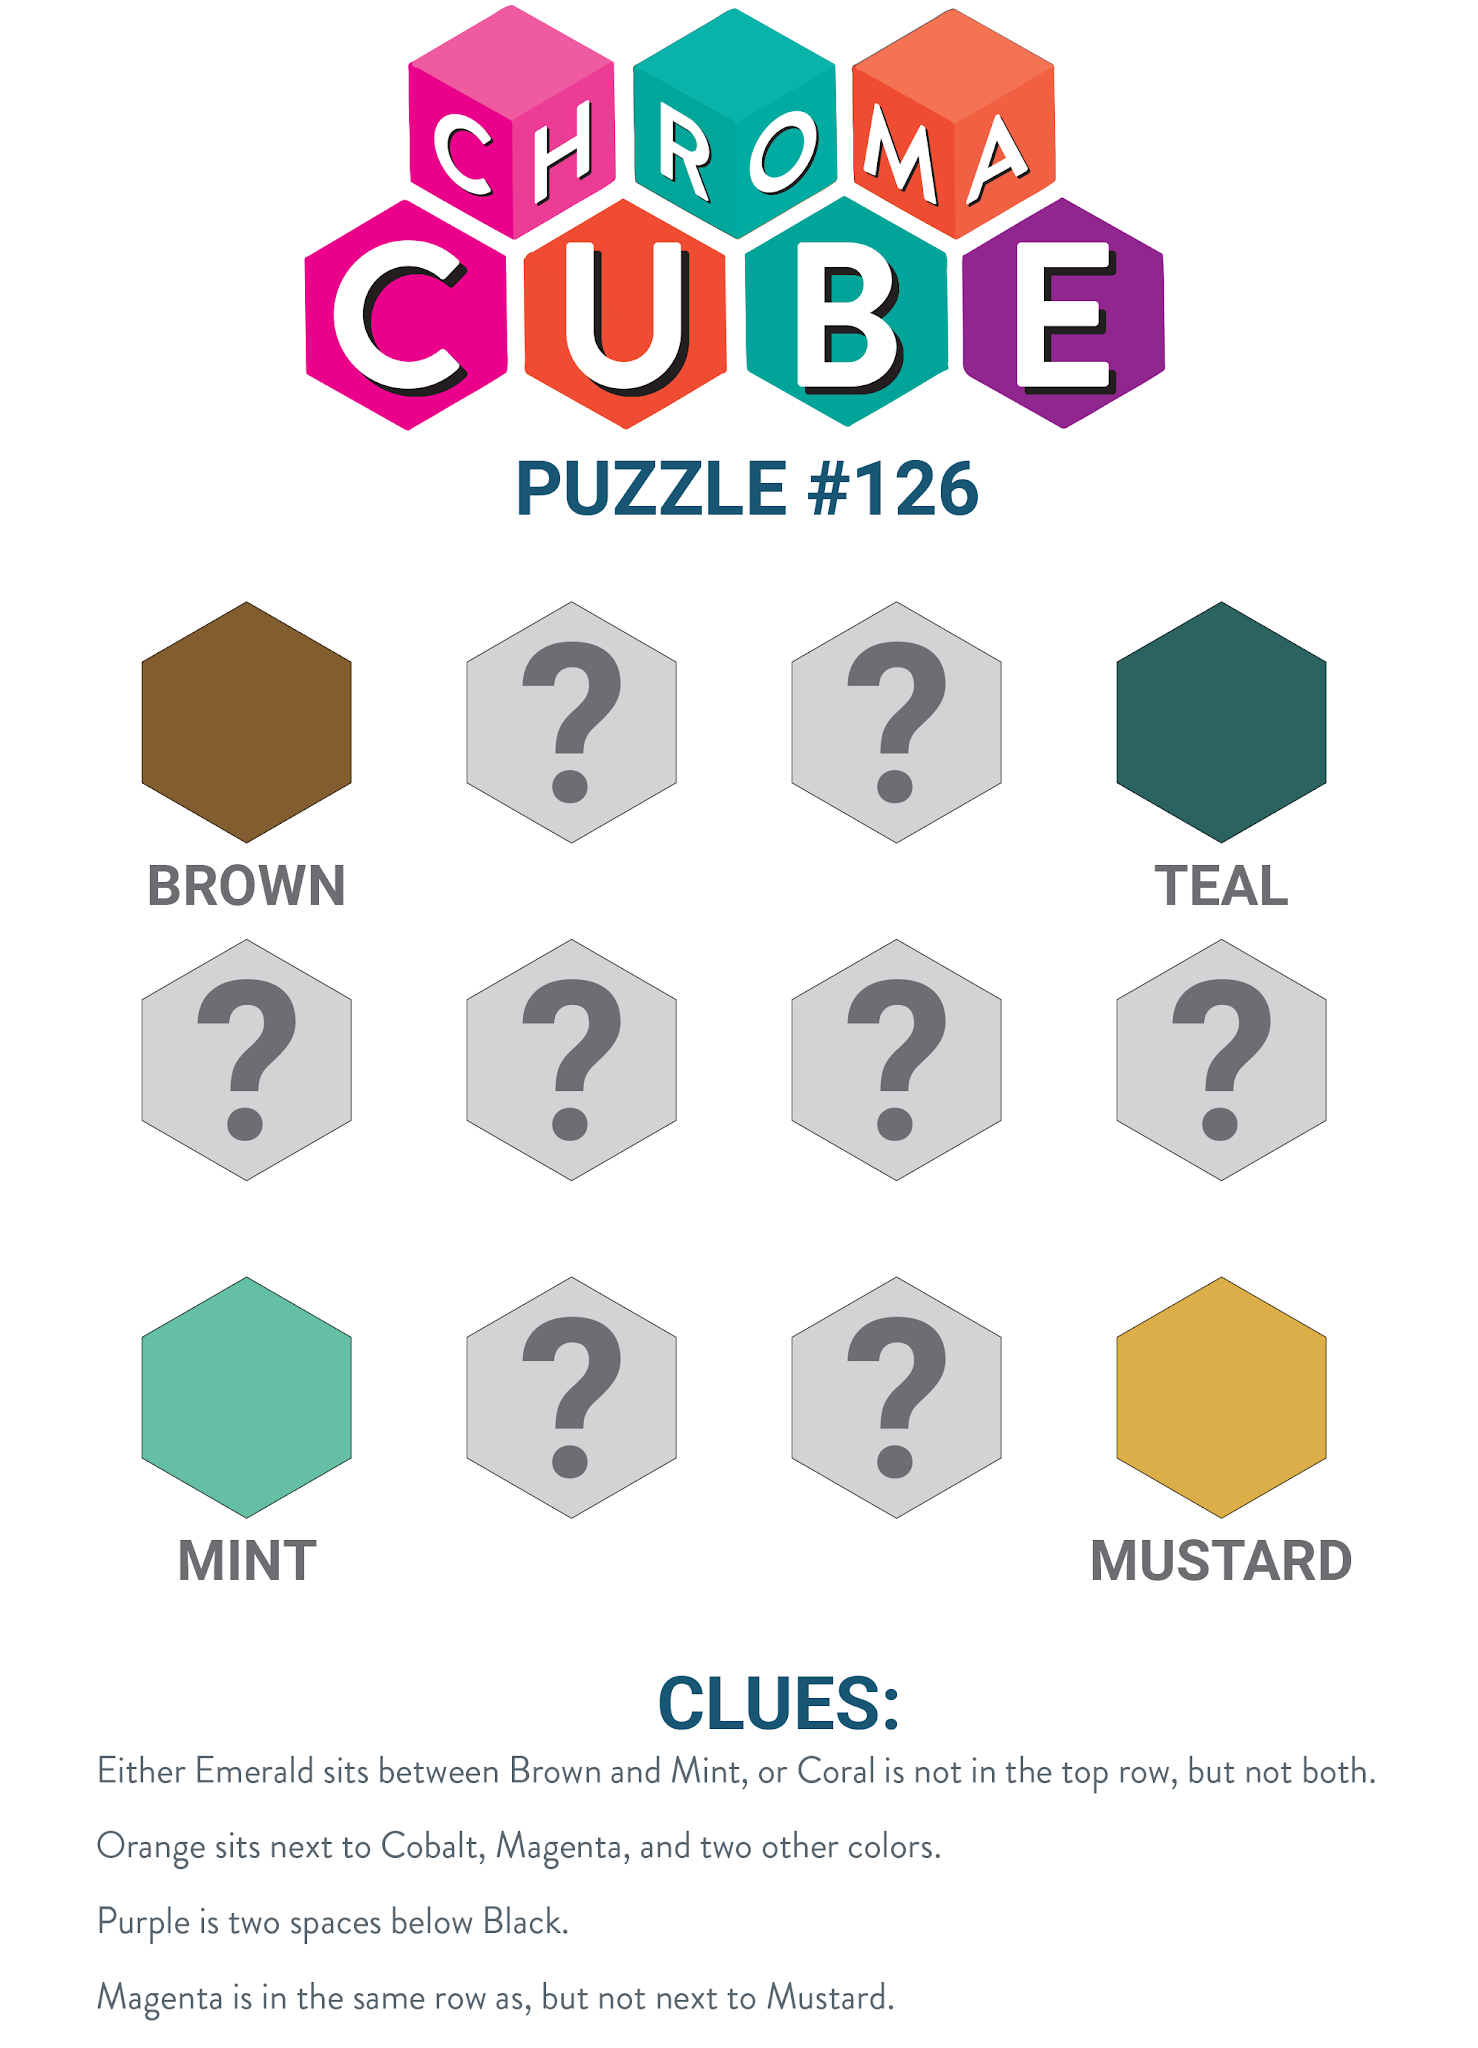 CHROMA
CUBE
PUZZLE #126
? ?
BROWN TEAL
? ? ? ?
? ?
MINT MUSTARD
CLUES:
Either Emerald sits between Brown and Mint, or Coral is not in the top row, but not both.
Orange sits next to Cobalt, Magenta, and two other colors.
Purple is two spaces below Black.
Magenta is in the same row as, but not next to Mustard.